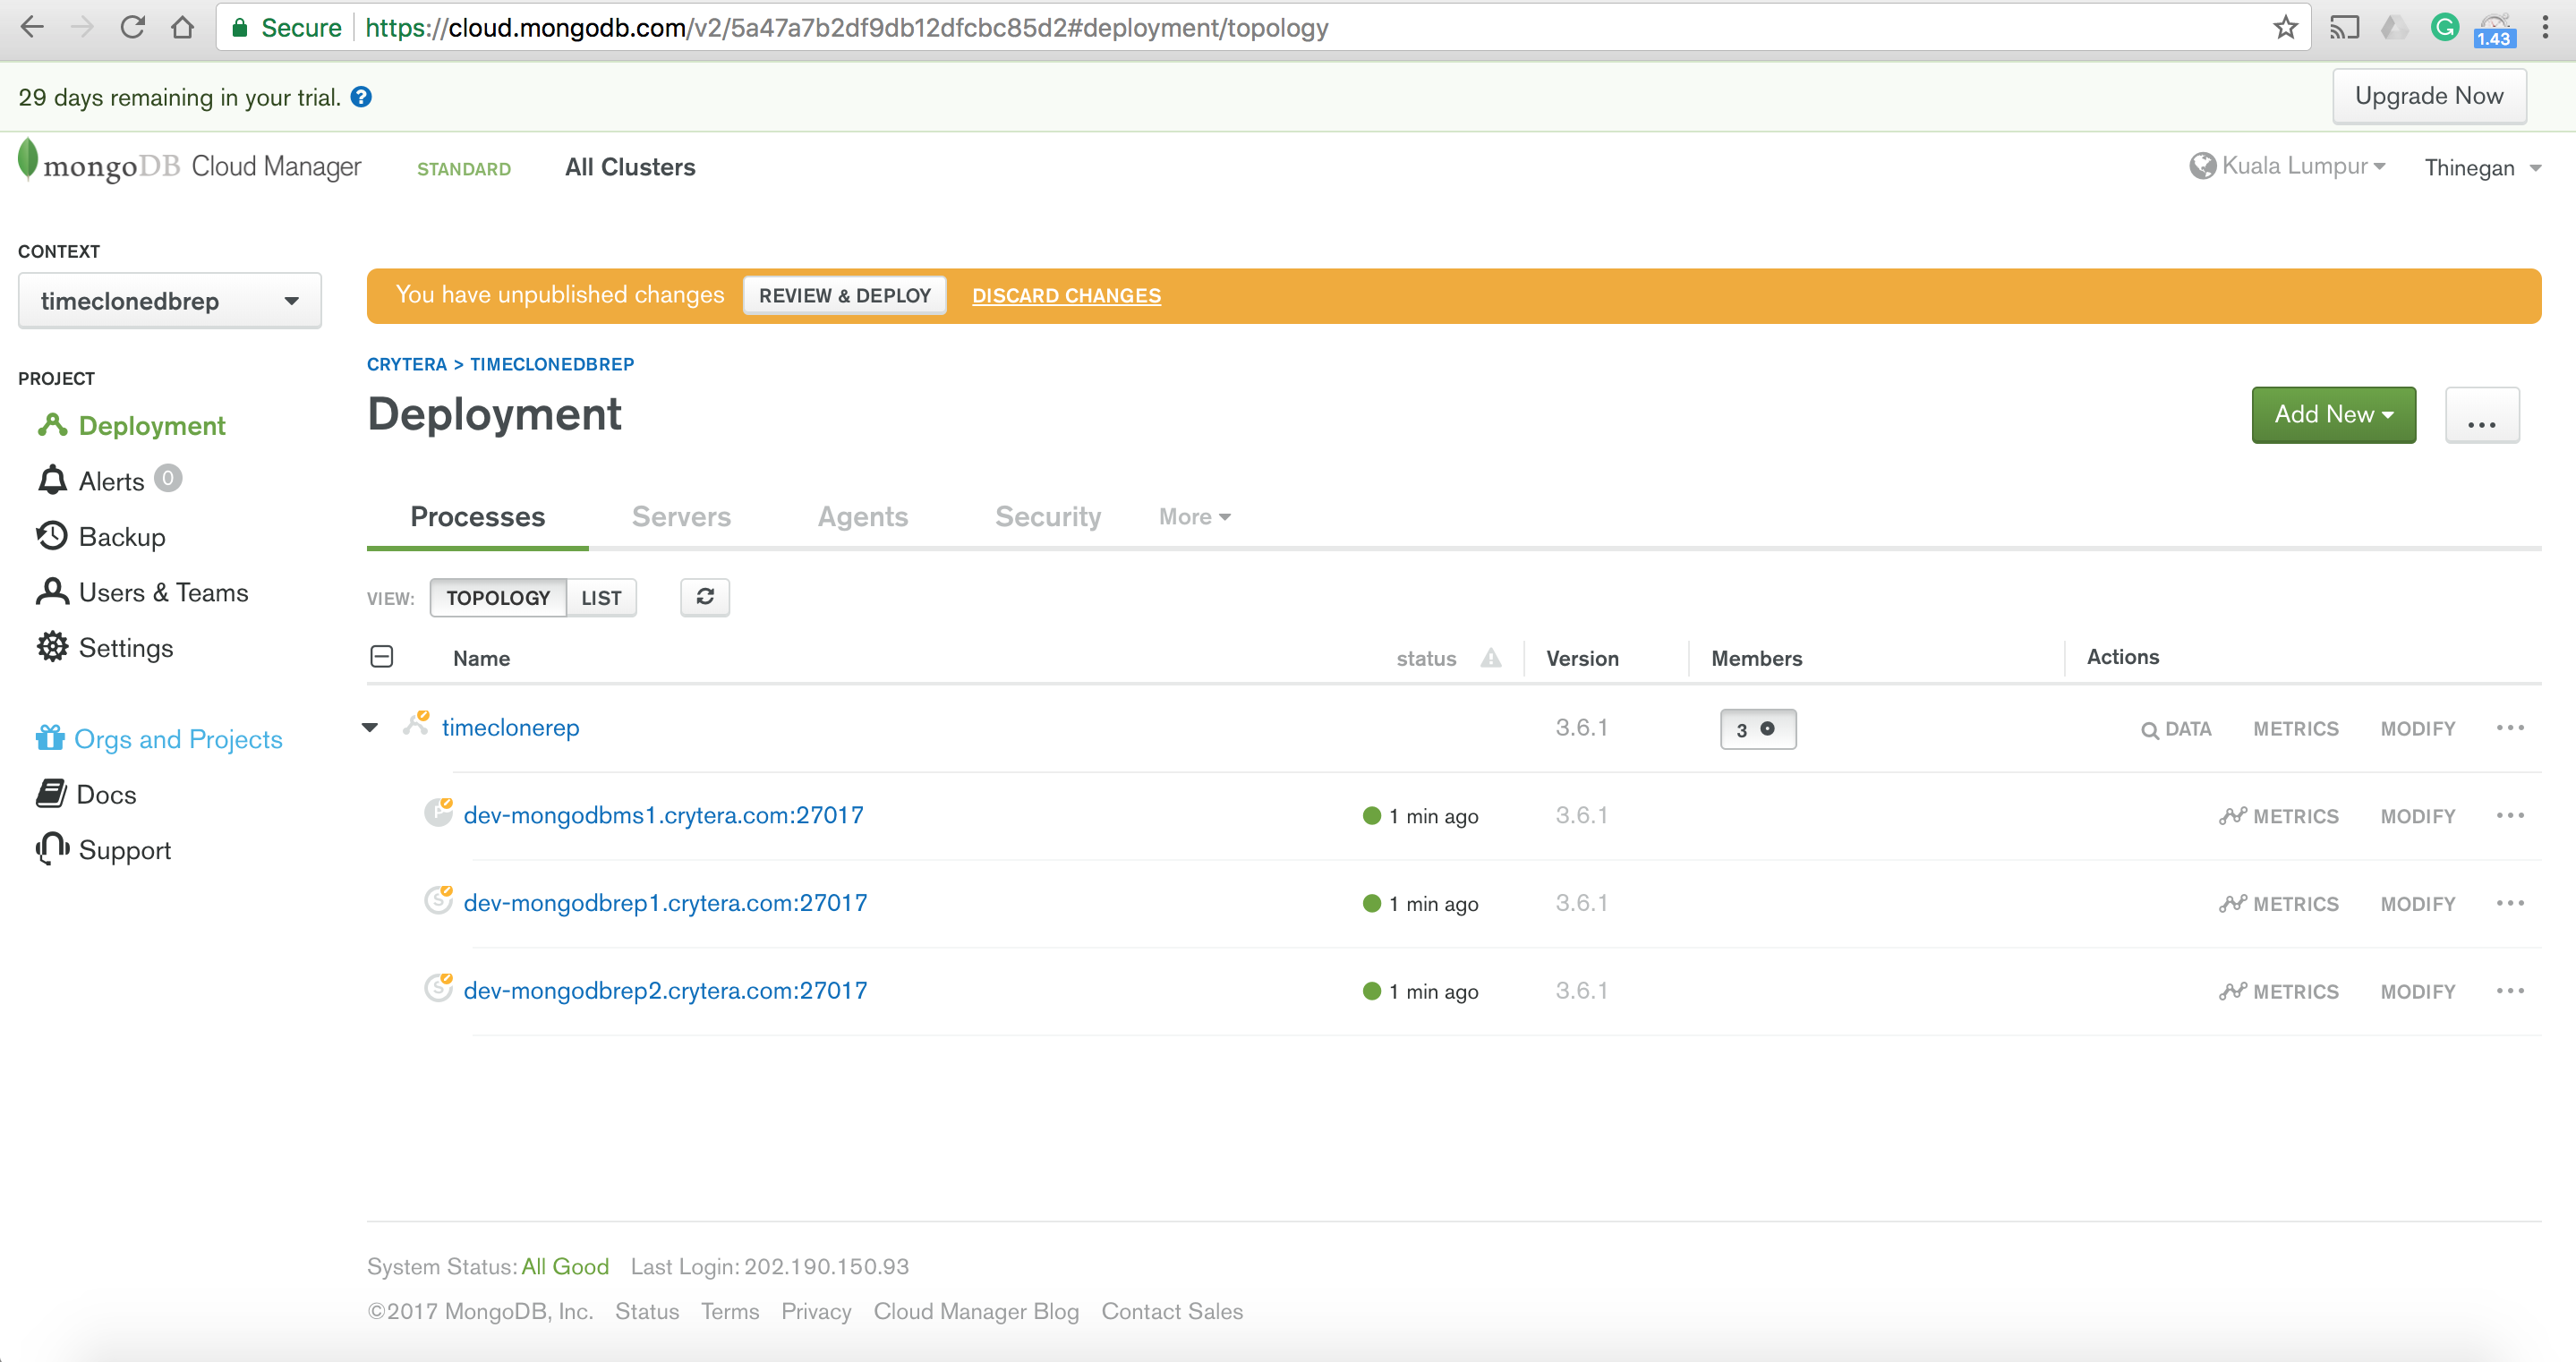 Secure https://cloud.mongodb.com/v2/5a47a7b2df9db12dfcbc85d2#deployment/topology
1.43
29 days remaining in your trial. ?
Upgrade Now
mongoDB Cloud Manager STANDARD All Clusters Kuala Lumpur Thinegan
CONTEXT
timeclonedbrep
You have unpublished changes REVIEW & DEPLOY DISCARD CHANGES
CRYTERA > TIMECLONEDBREP
PROJECT
Deployment
Alerts 0
Backup
Users & Teams
Settings
Orgs and Projects
Docs
Support
Deployment
Add New ...
Processes Servers Agents Security More
VIEW: TOPOLOGY LIST
Name status Version Members Actions
timeclonerep 3.6.1 3 DATA METRICS MODIFY ...
P dev-mongodbms1.crytera.com:27017 1 min ago 3.6.1 METRICS MODIFY ...
S dev-mongodbrep1.crytera.com:27017 1 min ago 3.6.1 METRICS MODIFY ...
S dev-mongodbrep2.crytera.com:27017 1 min ago 3.6.1 METRICS MODIFY ...
System Status: All Good Last Login: 202.190.150.93
©2017 MongoDB, Inc. Status Terms Privacy Cloud Manager Blog Contact Sales